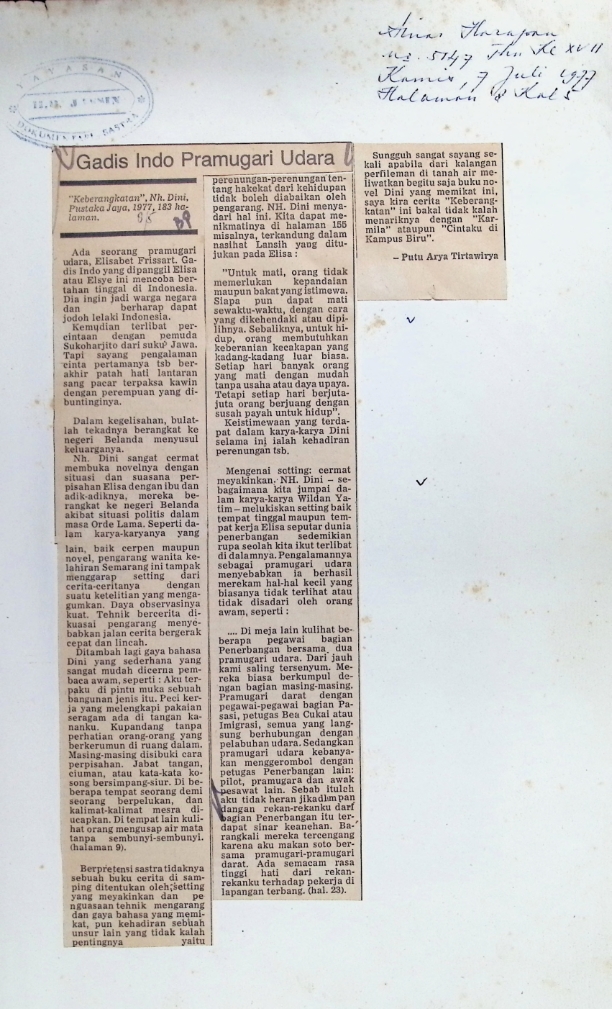 Sinar Harapan
no. 5147 Thn Ke XVII
Kamis, 7 Juli 1977
Halaman 8 Kol 5
YAYASAN
H.B. JASSIN
DOKUMENTASI SASTRA
Gadis Indo Pramugari Udara
"Keberangkatan", Nh. Dini,
Pustaka Jaya, 1977, 183 ha-
laman.
Ada seorang pramugari
udara, Elisabet Frissart. Ga-
dis Indo yang dipanggil Elisa
atau Elsye ini mencoba ber-
tahan tinggal di Indonesia.
Dia ingin jadi warga negara
dan berharap dapat
jodoh lelaki Indonesia.
Kemudian terlibat per-
cintaan dengan pemuda
Sukoharjito dari suku Jawa.
Tapi sayang pengalaman
cinta pertamanya tsb ber-
akhir patah hati lantaran
sang pacar terpaksa kawin
dengan perempuan yang di-
buntinginya.
Dalam kegelisahan, bulat-
lah tekadnya berangkat ke
negeri Belanda menyusul
keluarganya.
Nh. Dini sangat cermat
membuka novelnya dengan
situasi dan suasana per-
pisahan Elisa dengan ibu dan
adik-adiknya, mereka be-
rangkat ke negeri Belanda
akibat situasi politis dalam
masa Orde Lama. Seperti da-
lam karya-karyanya yang
lain, baik cerpen maupun
novel, pengarang wanita ke-
lahiran Semarang ini tampak
menggarap setting dari
cerita-ceritanya dengan
suatu ketelitian yang menga-
gumkan. Daya observasinya
kuat. Tehnik bercerita di-
kuasai pengarang menye-
babkan jalan cerita bergerak
cepat dan lincah.
Ditambah lagi gaya bahasa
Dini yang sederhana yang
sangat mudah dicerna pem-
baca awam, seperti : Aku ter-
paku di pintu muka sebuah
bangunan jenis itu. Peci ker-
ja yang melengkapi pakaian
seragam ada di tangan ka-
nanku. Kupandang tanpa
perhatian orang-orang yang
berkerumun di ruang dalam.
Masing-masing disibuki cara
perpisahan. Jabat tangan,
ciuman, atau kata-kata ko-
song bersimpang-siur. Di be-
berapa tempat seorang demi
seorang berpelukan, dan
kalimat-kalimat mesra di-
ucapkan. Di tempat lain kuli-
hat orang mengusap air mata
tanpa sembunyi-sembunyi.
(halaman 9).
Berpretensi sastra tidaknya
sebuah buku cerita di sam-
ping ditentukan oleh setting
yang meyakinkan dan pe
nguasaan tehnik mengarang
dan gaya bahasa yang memi-
kat, pun kehadiran sebuah
unsur lain yang tidak kalah
pentingnya yaitu
perenungan-perenungan ten-
tang hakekat dari kehidupan
tidak boleh diabaikan oleh
pengarang. NH. Dini menya-
dari hal ini. Kita dapat me-
nikmatinya di halaman 155
misalnya, terkandung dalam
nasihat Lansih yang ditu-
jukan pada Elisa :
"Untuk mati, orang tidak
memerlukan kepandaian
maupun bakat yang istimewa.
Siapa pun dapat mati
sewaktu-waktu, dengan cara
yang dikehendaki atau dipi-
lihnya. Sebaliknya, untuk hi-
dup, orang membutuhkan
keberanian kecakapan yang
kadang-kadang luar biasa.
Setiap hari banyak orang
yang mati dengan mudah
tanpa usaha atau daya upaya.
Tetapi setiap hari berjuta-
juta orang berjuang dengan
susah payah untuk hidup".
Keistimewaan yang terda-
pat dalam karya-karya Dini
selama ini ialah kehadiran
perenungan tsb.
Mengenai setting: cermat
meyakinkan. NH. Dini – se-
bagaimana kita jumpai da-
lam karya-karya Wildan Ya-
tim – melukiskan setting baik
tempat tinggal maupun tem-
pat kerja Elisa seputar dunia
penerbangan sedemikian
rupa seolah kita ikut terlibat
di dalamnya. Pengalamannya
sebagai pramugari udara
menyebabkan ia berhasil
merekam hal-hal kecil yang
biasanya tidak terlihat atau
tidak disadari oleh orang
awam, seperti :
.... Di meja lain kulihat be-
berapa pegawai bagian
Penerbangan bersama, dua
pramugari udara. Dari jauh
kami saling tersenyum. Me-
reka biasa berkumpul de-
ngan bagian masing-masing.
Pramugari darat dengan
pegawai-pegawai bagian Pa-
sasi, petugas Bea Cukai atau
Imigrasi, semua yang lang-
sung berhubungan dengan
pelabuhan udara. Sedangkan
pramugari udara kebanya-
kan menggerombol dengan
petugas Penerbangan lain:
pilot, pramugara dan awak
pesawat lain. Sebab itulah
aku tidak heran jika dimpan
dangan rekan-rekanku dari
bagian Penerbangan itu ter-
dapat sinar keanehan. Ba-
rangkali mereka tercengang
karena aku makan soto ber-
sama pramugari-pramugari
darat. Ada semacam rasa
tinggi hati dari rekan-
rekanku terhadap pekerja di
lapangan terbang. (hal. 23).
Sungguh sangat sayang se-
kali apabila dari kalangan
perfileman di tanah air me-
liwatkan begitu saja buku no-
vel Dini yang memikat ini,
saya kira cerita "Keberang-
katan" ini bakal tidak kalah
menariknya dengan "Kar-
mila" ataupun "Cintaku di
Kampus Biru".
– Putu Arya Tirtawirya